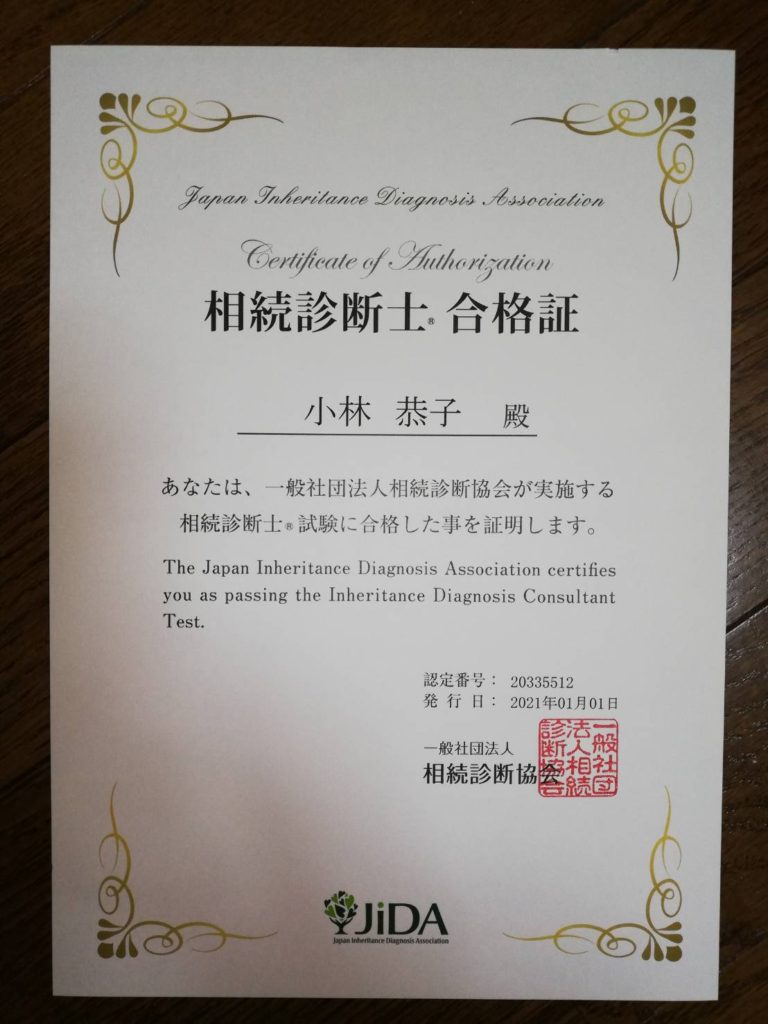 Japan Inheritance Diagnosis Association
Certificate of Authorization
相続診断士® 合格証
小林 恭子 殿
あなたは、一般社団法人相続診断協会が実施する
相続診断士®試験に合格した事を証明します。
The Japan Inheritance Diagnosis Association certifies
you as passing the Inheritance Diagnosis Consultant
Test.
認定番号： 20335512
発 行 日： 2021年01月01日
一般社団法人
相続診断協会
一般社団
法人相続
診断協会
JiDA
Japan Inheritance Diagnosis Association